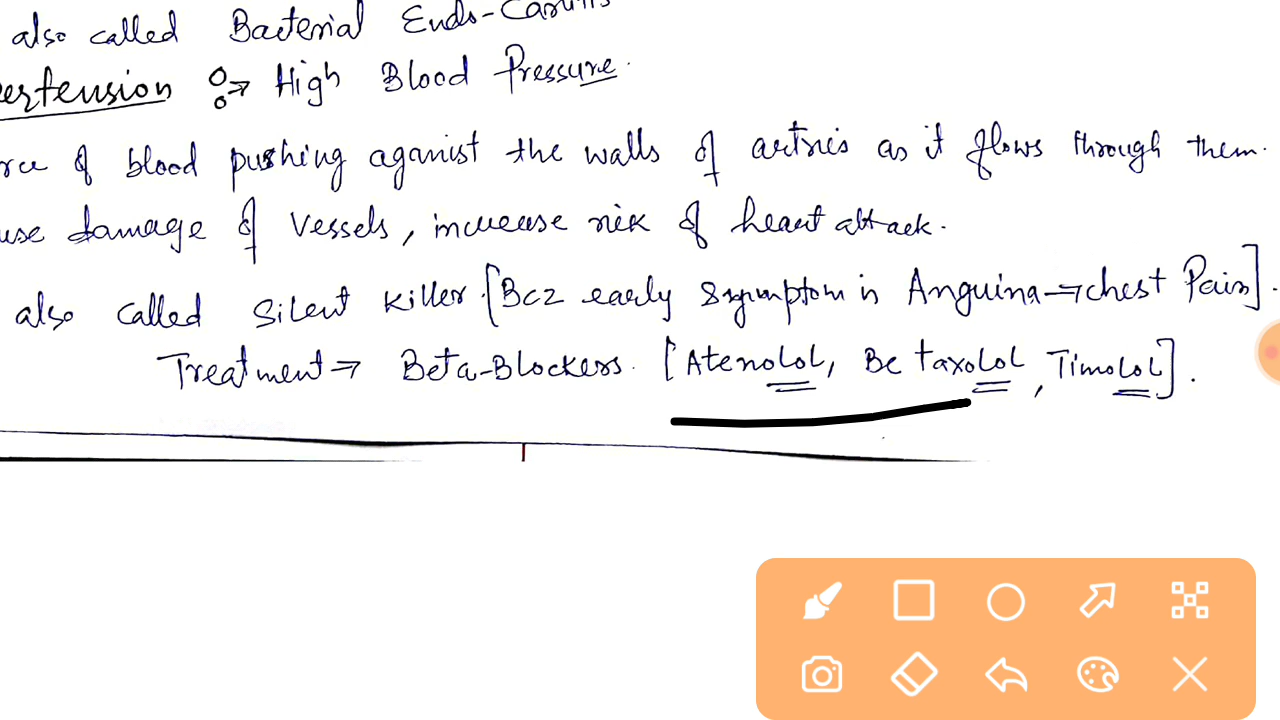 also called Bacterial Endo-Carditis
ertension :→ High Blood Pressure.
rce of blood pushing against the walls of artries as it flows through them.
use damage of vessels, increase risk of heart attack.
also called Silent Killer. [Bcz early symptom is Anguina → chest Pain].
Treatment → Beta-Blockers. [Atenolol, Betaxolol, Timolol].